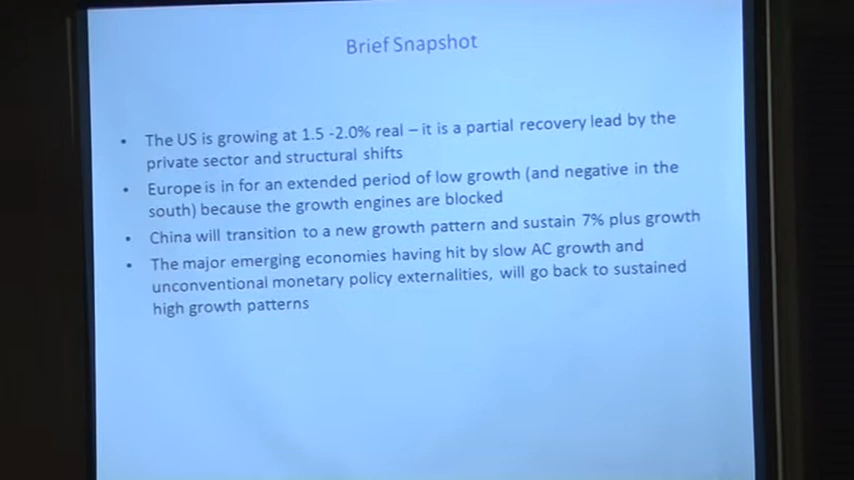 Brief Snapshot
• The US is growing at 1.5 -2.0% real – it is a partial recovery lead by the
private sector and structural shifts
• Europe is in for an extended period of low growth (and negative in the
south) because the growth engines are blocked
• China will transition to a new growth pattern and sustain 7% plus growth
• The major emerging economies having hit by slow AC growth and
unconventional monetary policy externalities, will go back to sustained
high growth patterns